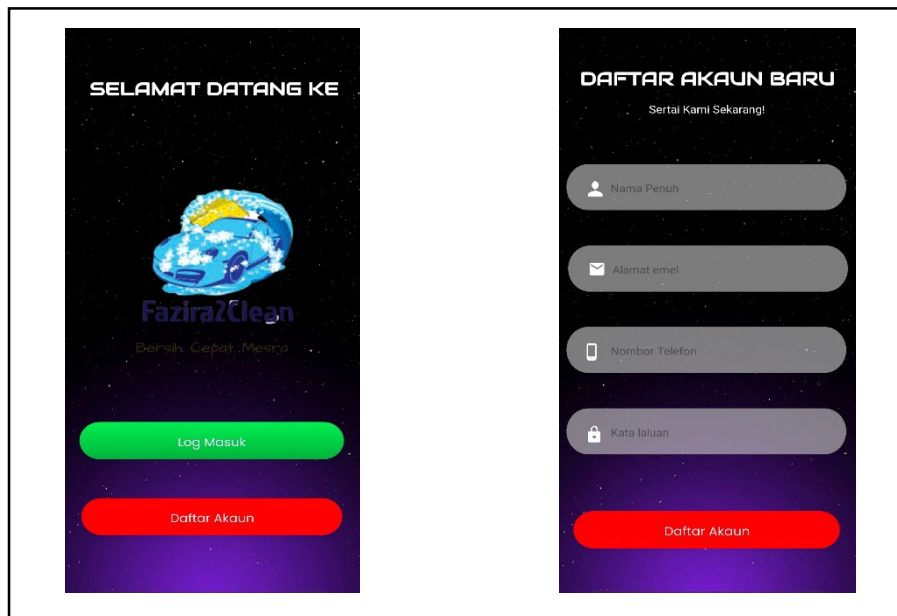 SELAMAT DATANG KE
Fazira2Clean
Bersih Cepat Mesra
Log Masuk
Daftar Akaun
DAFTAR AKAUN BARU
Sertai Kami Sekarang!
Nama Penuh
Alamat emel
Nombor Telefon
Kata laluan
Daftar Akaun